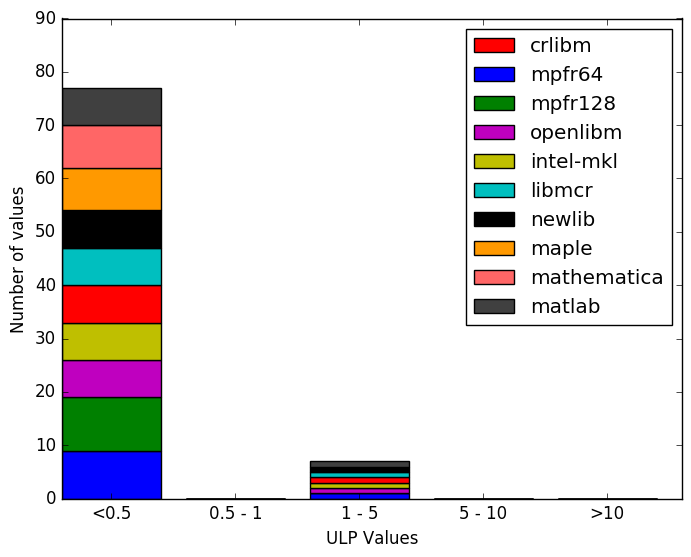 90
80
70
60
50
40
30
20
10
0
Number of values
crlibm
mpfr64
mpfr128
openlibm
intel-mkl
libmcr
newlib
maple
mathematica
matlab
<0.5
0.5 - 1
1 - 5
5 - 10
>10
ULP Values